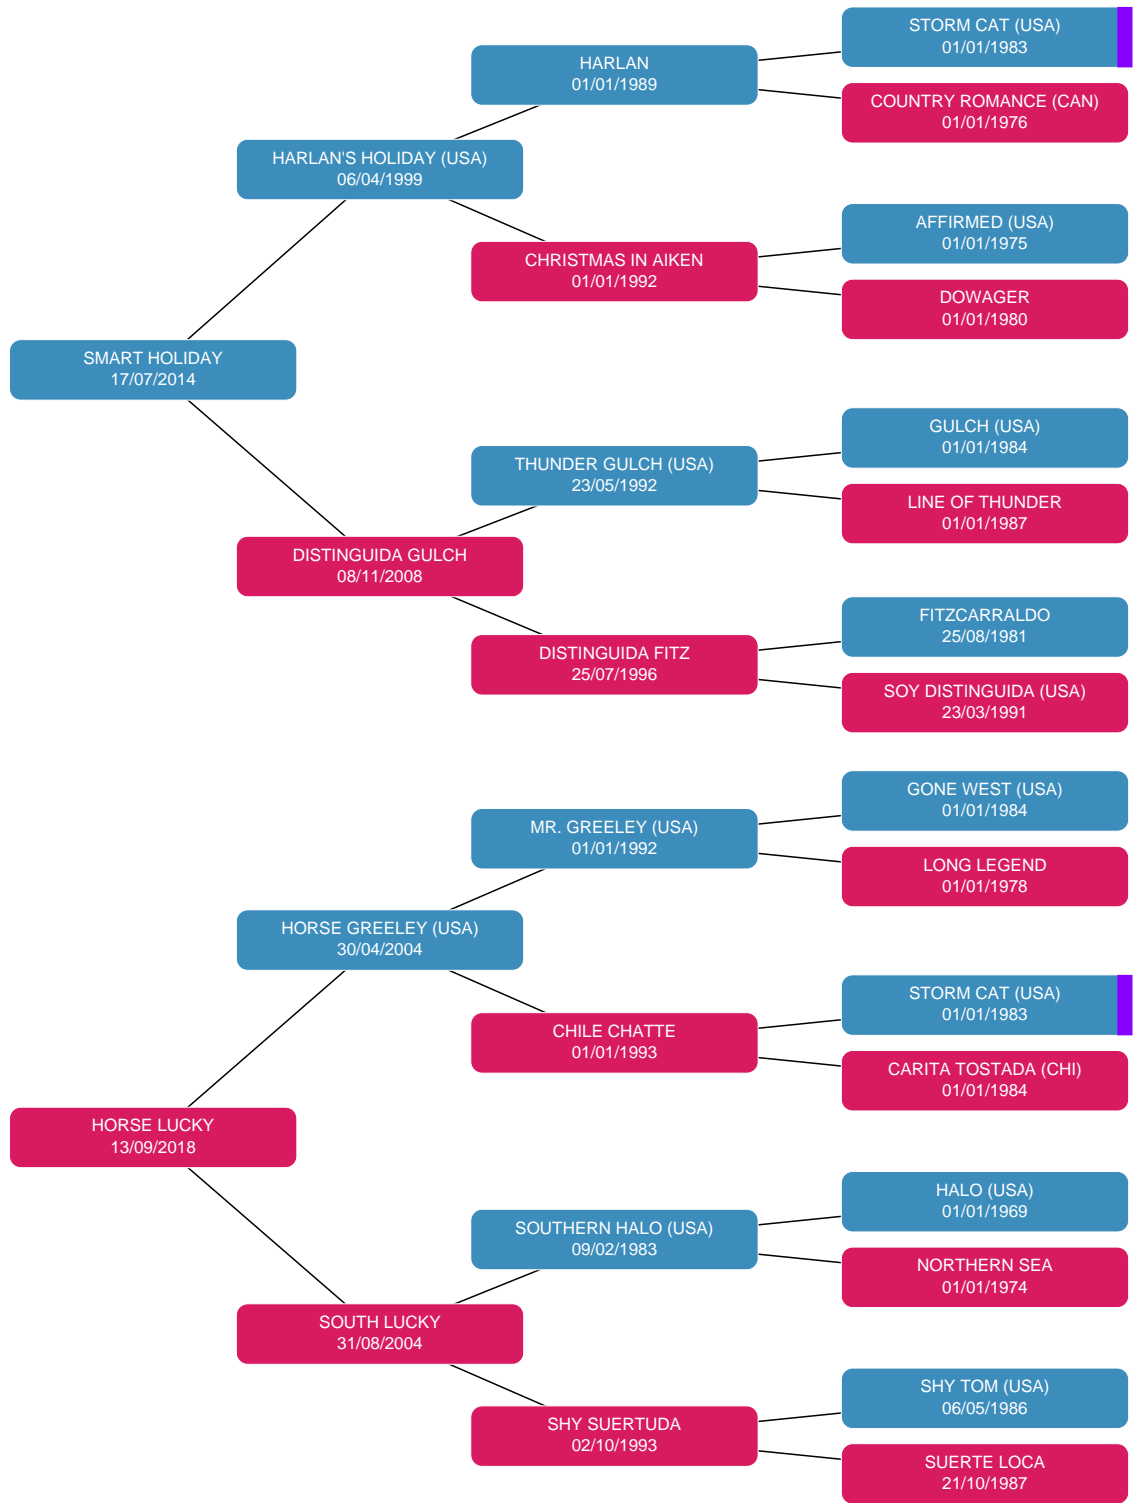 STORM CAT (USA)
01/01/1983
HARLAN
01/01/1989
COUNTRY ROMANCE (CAN)
01/01/1976
HARLAN'S HOLIDAY (USA)
06/04/1999
AFFIRMED (USA)
01/01/1975
CHRISTMAS IN AIKEN
01/01/1992
DOWAGER
01/01/1980
SMART HOLIDAY
17/07/2014
GULCH (USA)
01/01/1984
THUNDER GULCH (USA)
23/05/1992
LINE OF THUNDER
01/01/1987
DISTINGUIDA GULCH
08/11/2008
FITZCARRALDO
25/08/1981
DISTINGUIDA FITZ
25/07/1996
SOY DISTINGUIDA (USA)
23/03/1991
GONE WEST (USA)
01/01/1984
MR. GREELEY (USA)
01/01/1992
LONG LEGEND
01/01/1978
HORSE GREELEY (USA)
30/04/2004
STORM CAT (USA)
01/01/1983
CHILE CHATTE
01/01/1993
CARITA TOSTADA (CHI)
01/01/1984
HORSE LUCKY
13/09/2018
HALO (USA)
01/01/1969
SOUTHERN HALO (USA)
09/02/1983
NORTHERN SEA
01/01/1974
SOUTH LUCKY
31/08/2004
SHY TOM (USA)
06/05/1986
SHY SUERTUDA
02/10/1993
SUERTE LOCA
21/10/1987